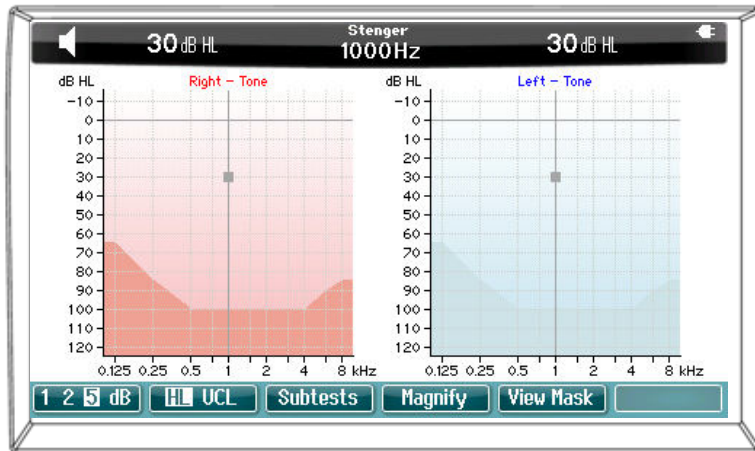 Stenger
30 dB HL 1000Hz 30 dB HL
dB HL Right - Tone dB HL Left - Tone
-10 -10
0 0
10 10
20 20
30 30
40 40
50 50
60 60
70 70
80 80
90 90
100 100
110 110
120 120
0.125 0.25 0.5 1 2 4 8 kHz 0.125 0.25 0.5 1 2 4 8 kHz
1 2 5 dB HL UCL Subtests Magnify View Mask